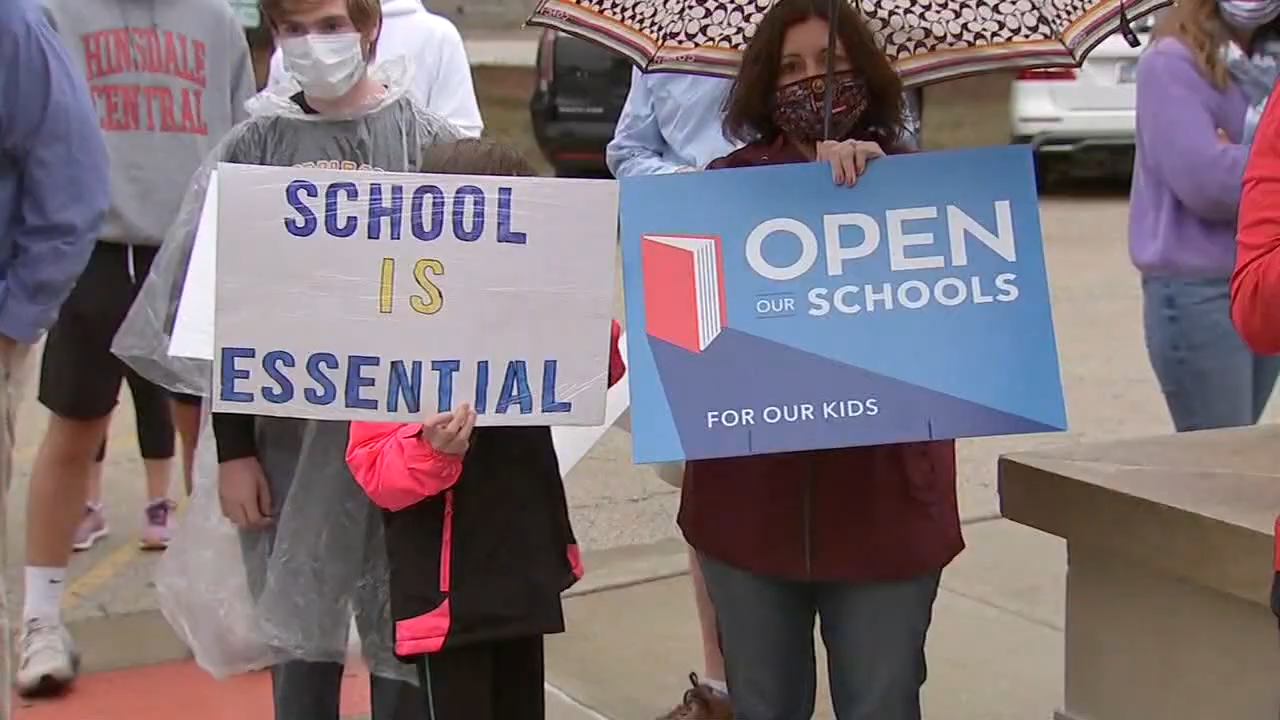 HINSDALE
CENTRAL
SCHOOL
IS
ESSENTIAL
OPEN
OUR SCHOOLS
FOR OUR KIDS